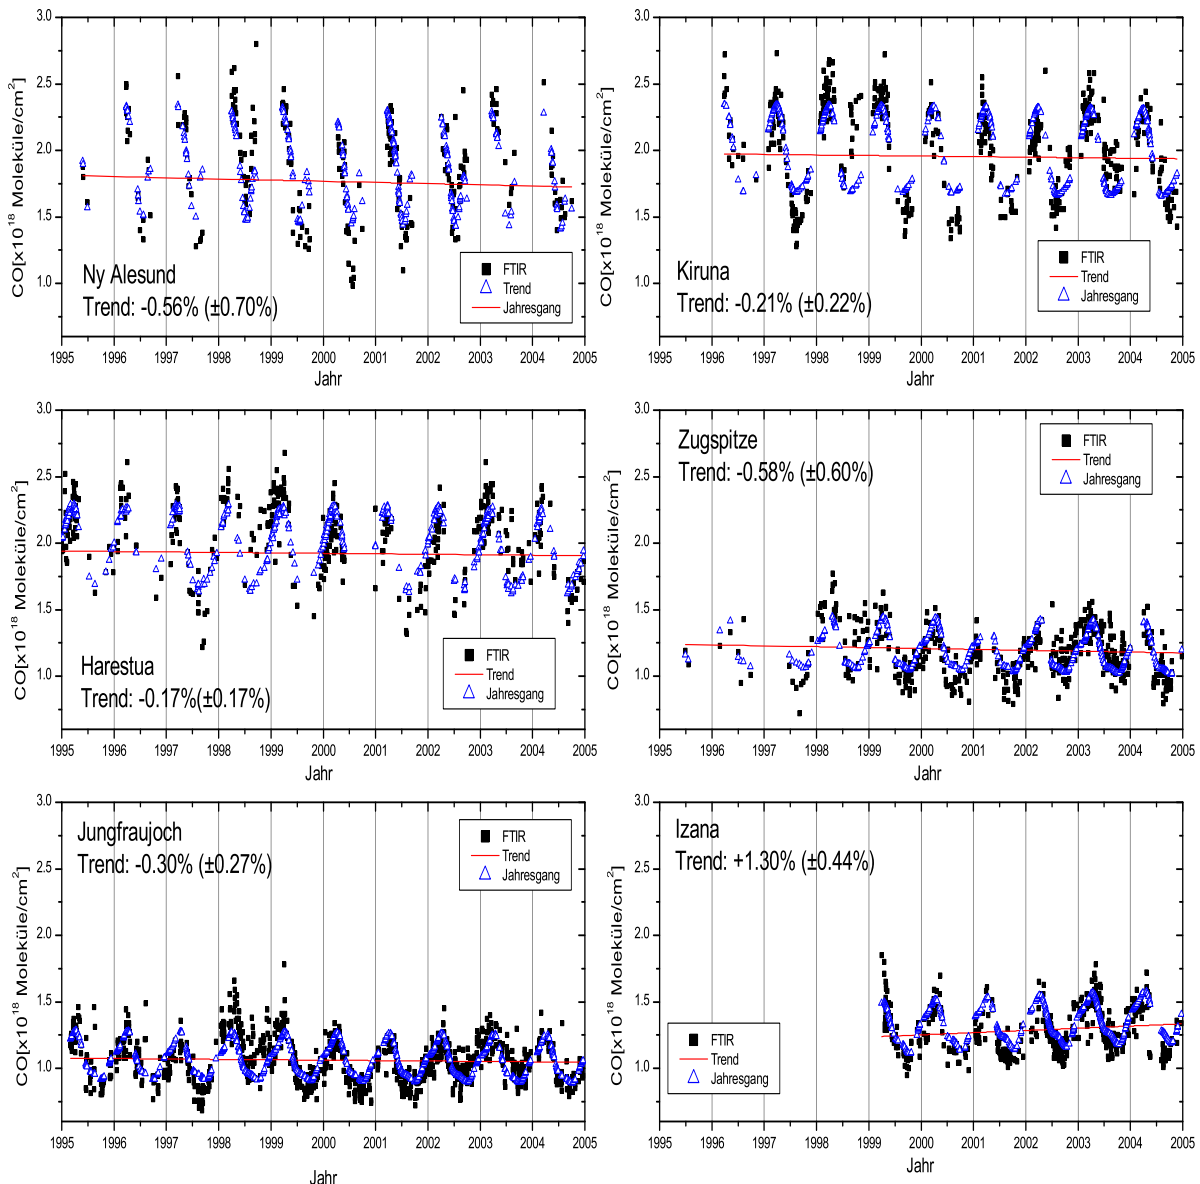 3.0
2.5
2.0
1.5
1.0
CO[x10¹⁸ Moleküle/cm²]
Ny Alesund
Trend: -0.56% (±0.70%)
FTIR
Trend
Jahresgang
1995 1996 1997 1998 1999 2000 2001 2002 2003 2004 2005
Jahr
3.0
2.5
2.0
1.5
1.0
CO[x10¹⁸ Moleküle/cm²]
Kiruna
Trend: -0.21% (±0.22%)
FTIR
Trend
Jahresgang
1995 1996 1997 1998 1999 2000 2001 2002 2003 2004 2005
Jahr
3.0
2.5
2.0
1.5
1.0
CO[x10¹⁸ Moleküle/cm²]
Harestua
Trend: -0.17%(±0.17%)
FTIR
Trend
Jahresgang
1995 1996 1997 1998 1999 2000 2001 2002 2003 2004 2005
Jahr
3.0
2.5
2.0
1.5
1.0
CO[x10¹⁸ Moleküle/cm²]
Zugspitze
Trend: -0.58% (±0.60%)
FTIR
Trend
Jahresgang
1995 1996 1997 1998 1999 2000 2001 2002 2003 2004 2005
Jahr
3.0
2.5
2.0
1.5
1.0
CO[x10¹⁸ Moleküle/cm²]
Jungfraujoch
Trend: -0.30% (±0.27%)
FTIR
Trend
Jahresgang
1995 1996 1997 1998 1999 2000 2001 2002 2003 2004 2005
Jahr
3.0
2.5
2.0
1.5
1.0
CO[x10¹⁸ Moleküle/cm²]
Izana
Trend: +1.30% (±0.44%)
FTIR
Trend
Jahresgang
1995 1996 1997 1998 1999 2000 2001 2002 2003 2004 2005
Jahr